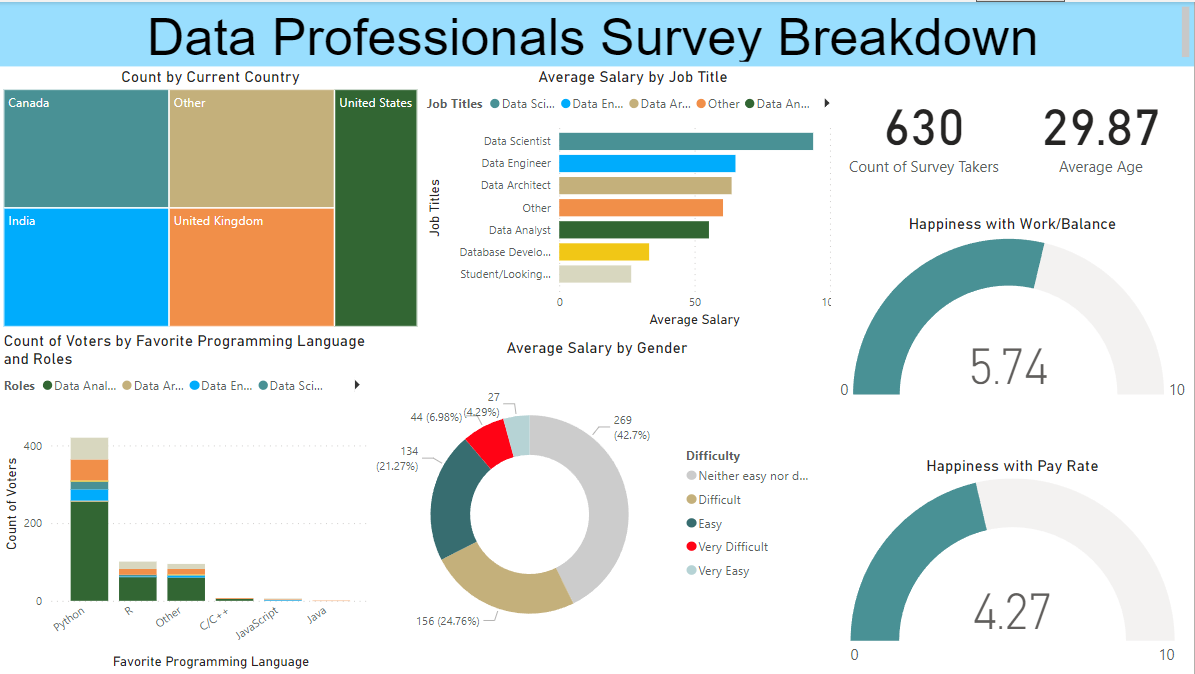 Data Professionals Survey Breakdown
Count by Current Country
Canada
Other
United States
India
United Kingdom
Average Salary by Job Title
Job Titles Data Sci... Data En... Data Ar... Other Data An...
Job Titles
Data Scientist
Data Engineer
Data Architect
Other
Data Analyst
Database Develo...
Student/Looking...
0 50 10
Average Salary
630
Count of Survey Takers
29.87
Average Age
Happiness with Work/Balance
5.74
0 10
Count of Voters by Favorite Programming Language
and Roles
Roles Data Anal... Data Ar... Data En... Data Sci...
Count of Voters
400
200
0
Python R Other C/C++ JavaScript Java
Favorite Programming Language
Average Salary by Gender
27
(4.29%)
44 (6.98%)
269
(42.7%)
134
(21.27%)
156 (24.76%)
Difficulty
Neither easy nor d...
Difficult
Easy
Very Difficult
Very Easy
Happiness with Pay Rate
4.27
0 10